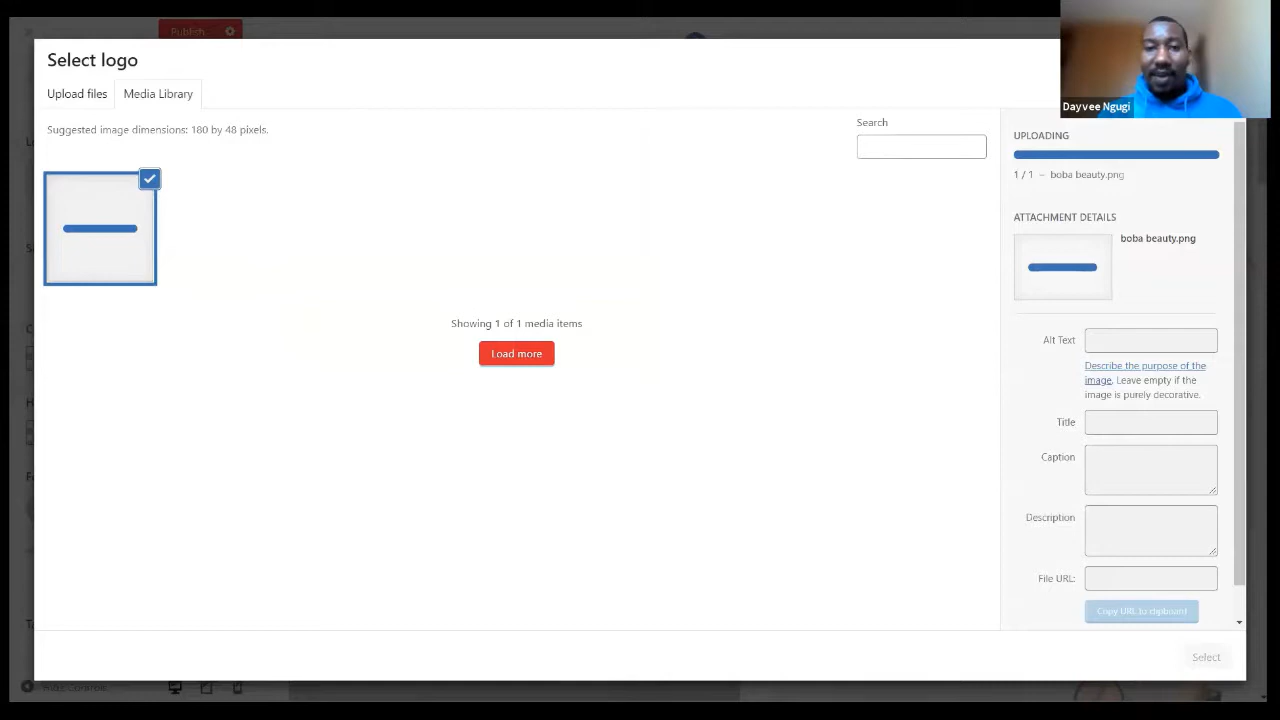 Publish
Select logo
Upload files
Media Library
Dayvee Ngugi
Suggested image dimensions: 180 by 48 pixels.
Search
UPLOADING
1 / 1 – boba beauty.png
ATTACHMENT DETAILS
boba beauty.png
Showing 1 of 1 media items
Load more
Alt Text
Describe the purpose of the
image. Leave empty if the
image is purely decorative.
Title
Caption
Description
File URL:
Copy URL to clipboard
Select
Hide Controls